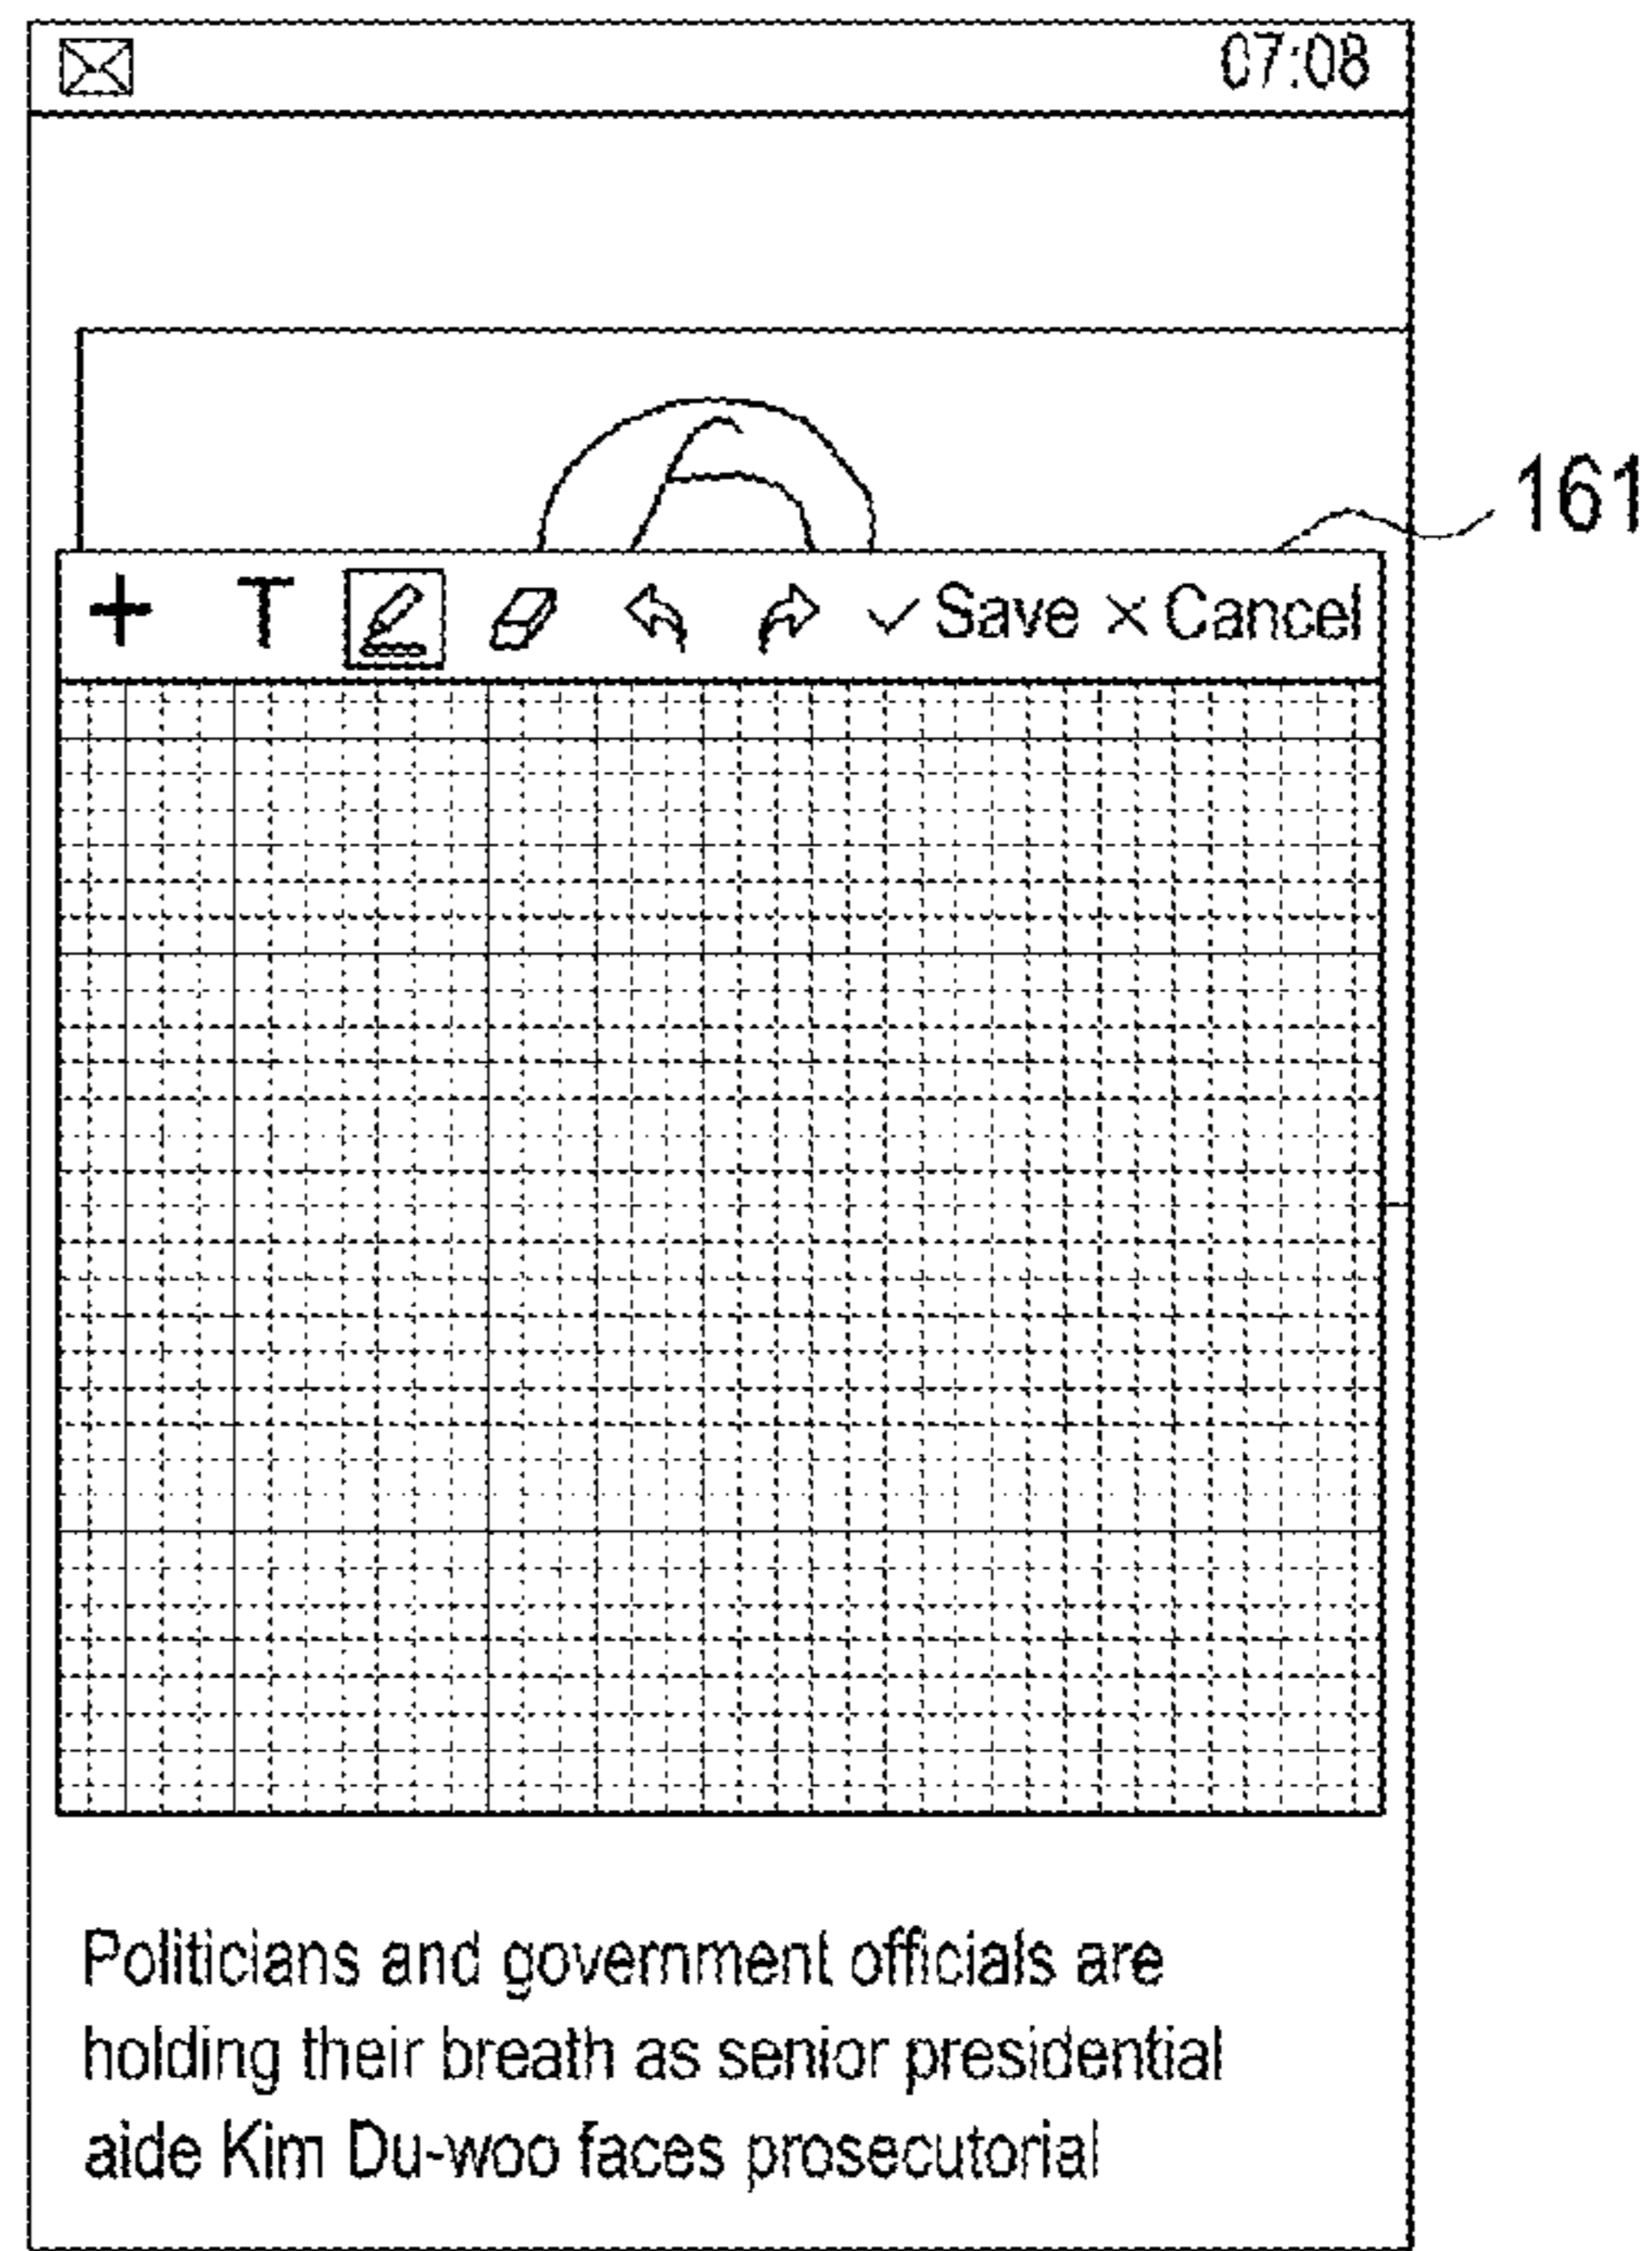 07:08
161
T Save × Cancel
Politicians and government officials are
holding their breath as senior presidential
aide Kim Du-woo faces prosecutorial